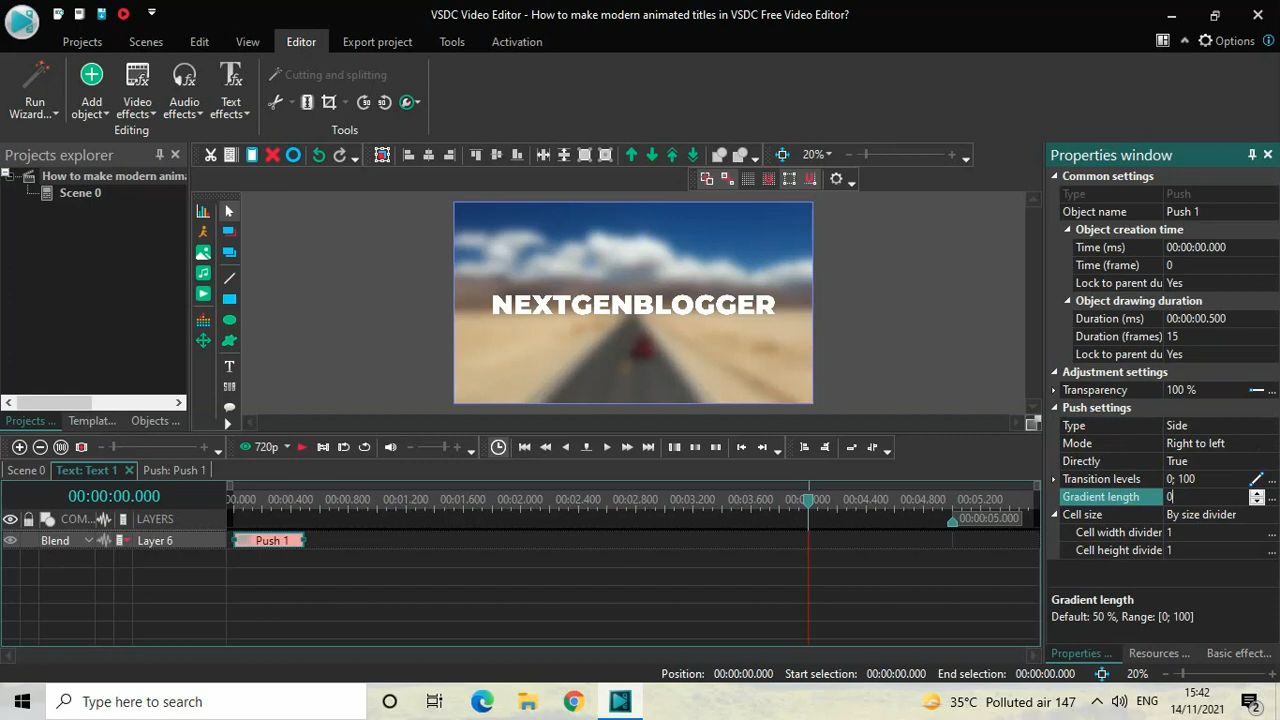 VSDC Video Editor - How to make modern animated titles in VSDC Free Video Editor?
Projects Scenes Edit View Editor Export project Tools Activation
Options
Run Wizard...
Add object
Video effects
Audio effects
Text effects
Cutting and splitting
Editing
Tools
Projects explorer
20%
How to make modern anima
Scene 0
NEXTGENBLOGGER
T
Projects ... Templat... Objects ...
Properties window
Common settings
Type Push
Object name Push 1
Object creation time
Time (ms) 00:00:00.000
Time (frame) 0
Lock to parent du Yes
Object drawing duration
Duration (ms) 00:00:00.500
Duration (frames) 15
Lock to parent du Yes
Adjustment settings
Transparency 100 % ...
Push settings
Type Side
Mode Right to left
Directly True
Transition levels 0; 100 ...
Gradient length 0
Cell size By size divider
Cell width divider 1 ...
Cell height divide 1 ...
Gradient length
Default: 50 %, Range: [0; 100]
Properties ... Resources ... Basic effect...
720p
Scene 0 Text: Text 1 Push: Push 1
00:00:00.000
0.000 00:00.400 00:00.800 00:01.200 00:01.600 00:02.000 00:02.400 00:02.800 00:03.200 00:03.600 00:05.200
00:00:05.000
COM... LAYERS
Blend Layer 6 Push 1
Position: 00:00:00.000 Start selection: 00:00:00.000 End selection: 00:00:00.000 20%
Type here to search
35°C Polluted air 147 ENG
15:42
14/11/2021
2